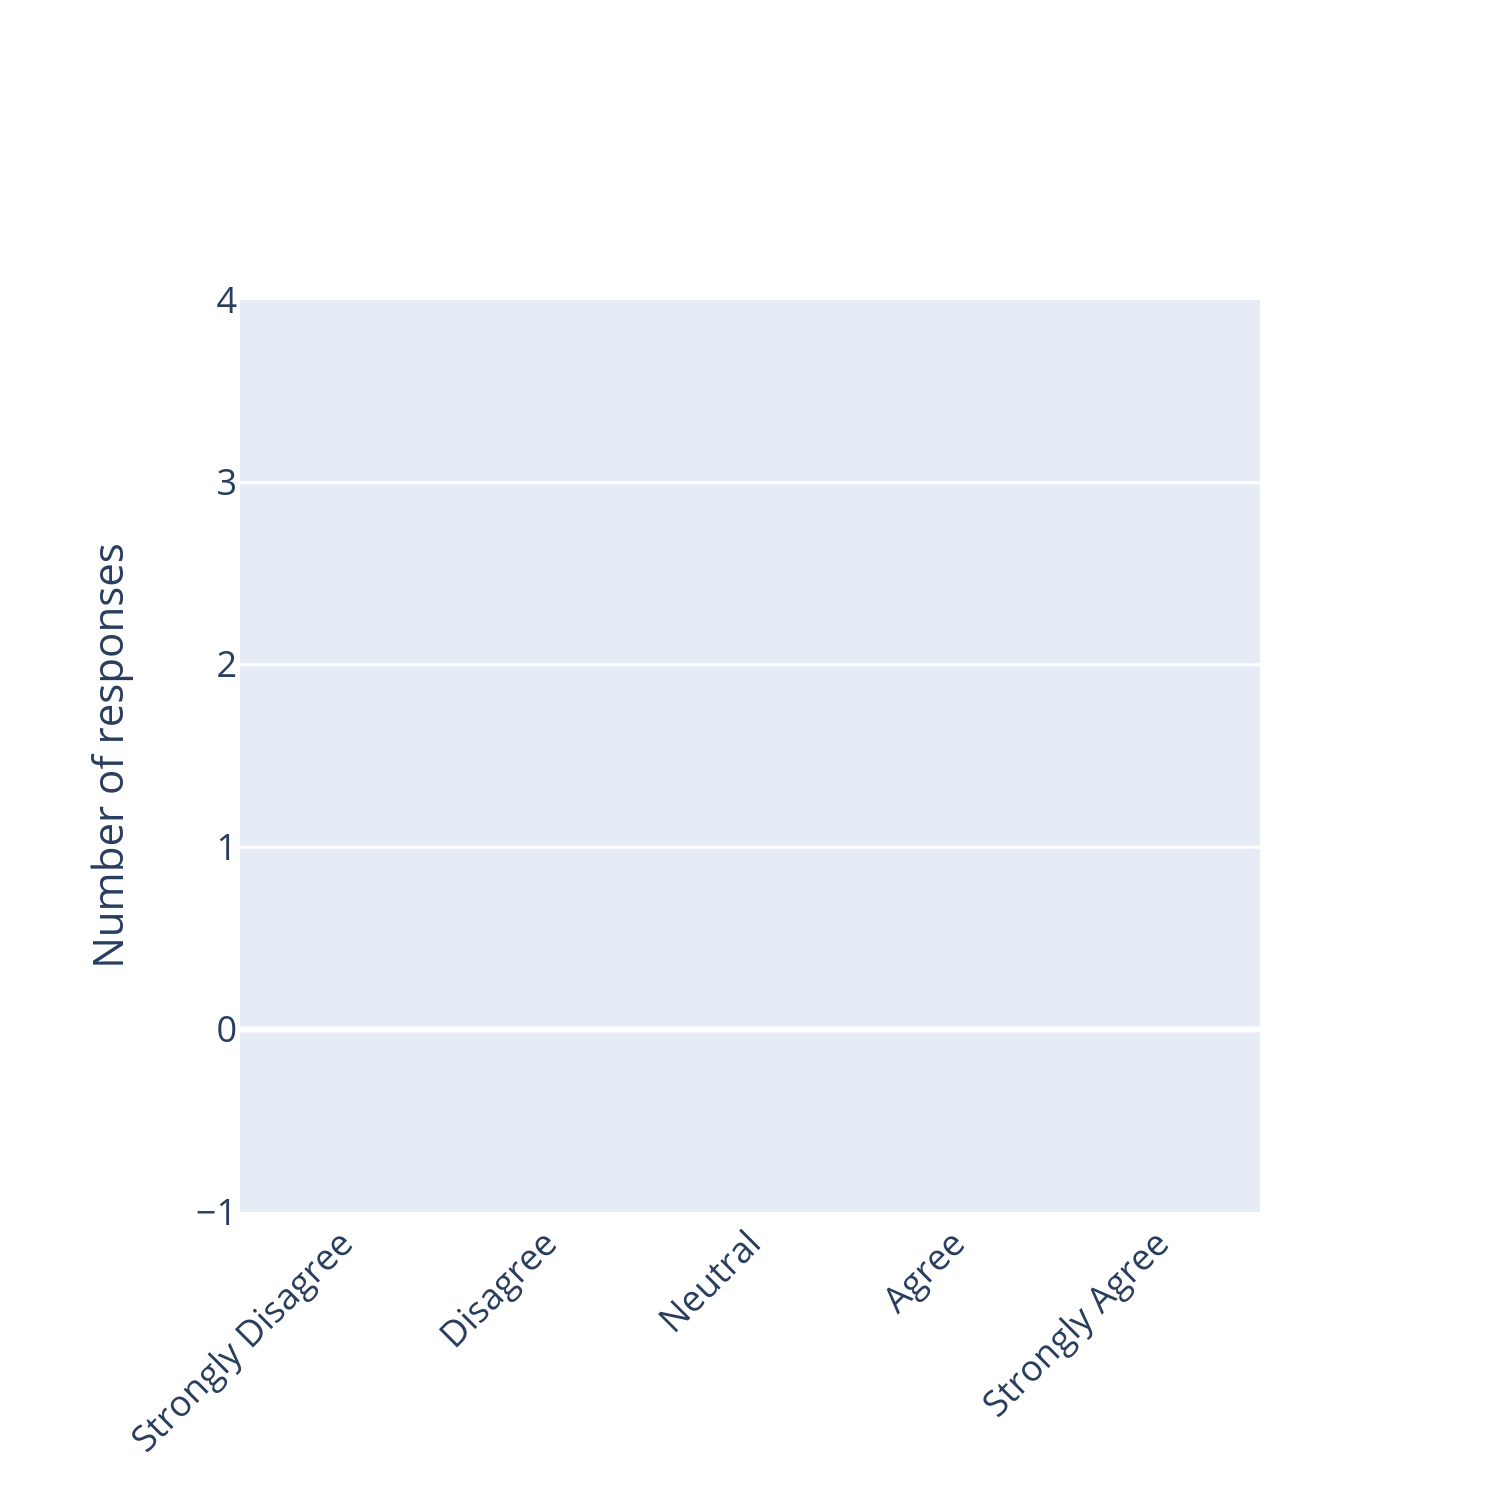 4
3
2
1
0
−1
Number of responses
Strongly Disagree
Disagree
Neutral
Agree
Strongly Agree